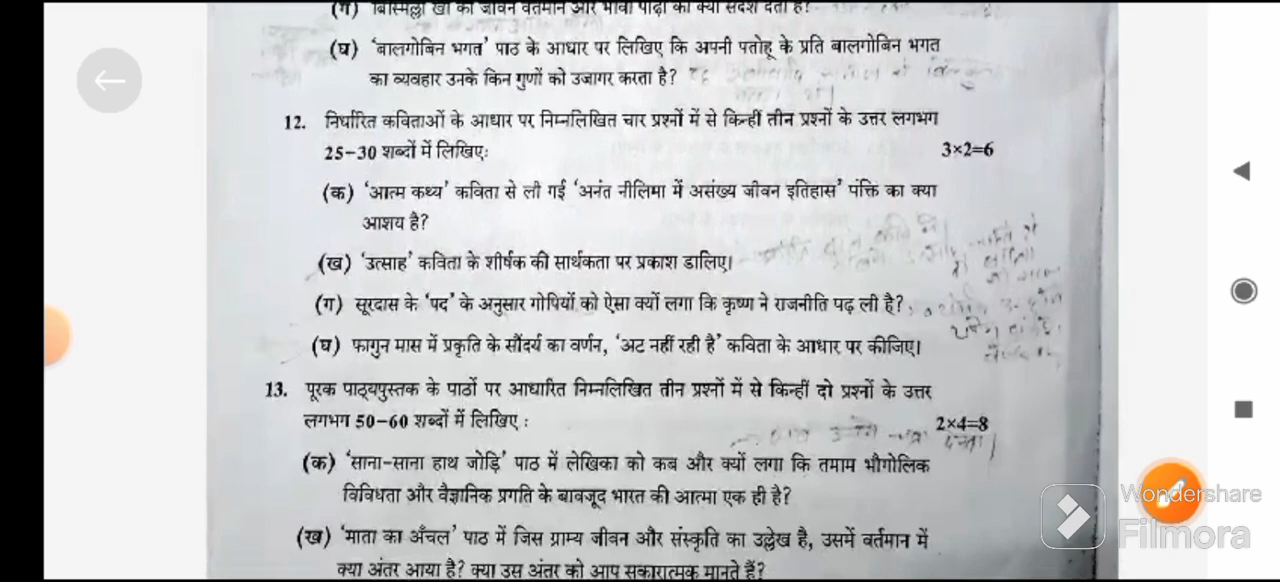 (ग) बिस्मिल्ला खाँ का जीवन वर्तमान और भावी पीढ़ी को क्या संदेश देता है?
(घ) 'बालगोबिन भगत' पाठ के आधार पर लिखिए कि अपनी पतोहू के प्रति बालगोबिन भगत
का व्यवहार उनके किन गुणों को उजागर करता है?
12. निर्धारित कविताओं के आधार पर निम्नलिखित चार प्रश्नों में से किन्हीं तीन प्रश्नों के उत्तर लगभग
25-30 शब्दों में लिखिए: 3×2=6
(क) 'आत्म कथ्य' कविता से ली गई 'अनंत नीलिमा में असंख्य जीवन इतिहास' पंक्ति का क्या
आशय है?
(ख) 'उत्साह' कविता के शीर्षक की सार्थकता पर प्रकाश डालिए।
(ग) सूरदास के 'पद' के अनुसार गोपियों को ऐसा क्यों लगा कि कृष्ण ने राजनीति पढ़ ली है?
(घ) फागुन मास में प्रकृति के सौंदर्य का वर्णन, 'अट नहीं रही है' कविता के आधार पर कीजिए।
13. पूरक पाठ्यपुस्तक के पाठों पर आधारित निम्नलिखित तीन प्रश्नों में से किन्हीं दो प्रश्नों के उत्तर
लगभग 50-60 शब्दों में लिखिए : 2×4=8
(क) 'साना-साना हाथ जोड़ि' पाठ में लेखिका को कब और क्यों लगा कि तमाम भौगोलिक
विविधता और वैज्ञानिक प्रगति के बावजूद भारत की आत्मा एक ही है?
(ख) 'माता का अँचल' पाठ में जिस ग्राम्य जीवन और संस्कृति का उल्लेख है, उसमें वर्तमान में
क्या अंतर आया है? क्या उस अंतर को आप सकारात्मक मानते हैं?
Wondershare
Filmora